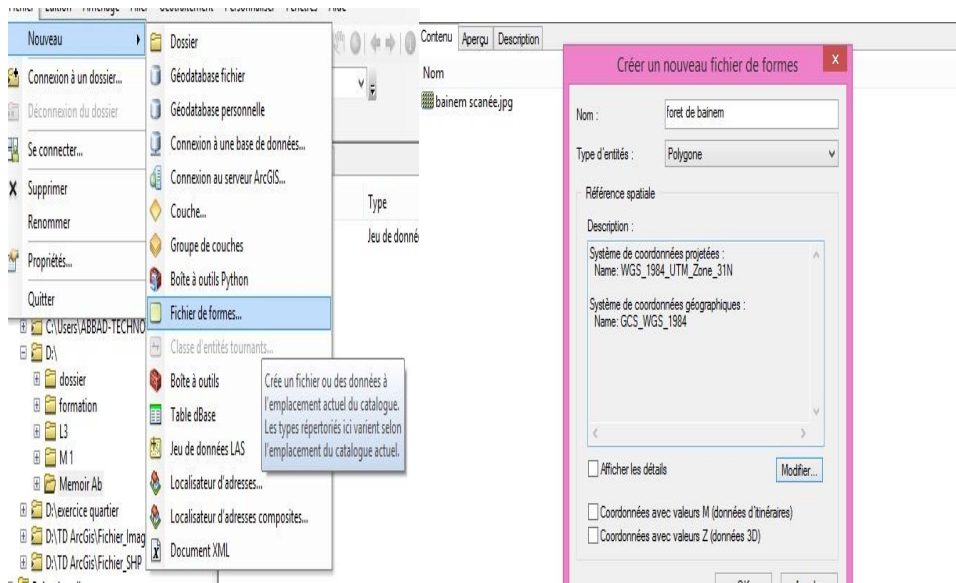 Nouveau
Connexion à un dossier...
Déconnexion du dossier
Se connecter...
Supprimer
Renommer
Propriétés...
Quitter
C:\Users\ABBAD-TECHNO
D:\
dossier
formation
L3
M 1
Memoir Ab
D:\exercice quartier
D:\TD ArcGis\Fichier_Imag
D:\TD ArcGis\Fichier_SHP
Dossier
Géodatabase fichier
Géodatabase personnelle
Connexion à une base de données...
Connexion au serveur ArcGIS...
Couche...
Groupe de couches
Boîte à outils Python
Fichier de formes...
Classe d'entités tournants...
Boîte à outils
Table dBase
Jeu de données LAS
Localisateur d'adresses...
Localisateur d'adresses composites...
Document XML
Crée un fichier ou des données à
l'emplacement actuel du catalogue.
Les types répertoriés ici varient selon
l'emplacement du catalogue actuel.
Type
Jeu de donné
Contenu Aperçu Description
Nom
bainem scanée.jpg
Créer un nouveau fichier de formes
x
Nom :
foret de bainem
Type d'entités :
Polygone
Référence spatiale
Description :
Système de coordonnées projetées :
Name: WGS_1984_UTM_Zone_31N
Système de coordonnées géographiques :
Name: GCS_WGS_1984
Afficher les détails
Modifier...
Coordonnées avec valeurs M (données d'itinéraires)
Coordonnées avec valeurs Z (données 3D)